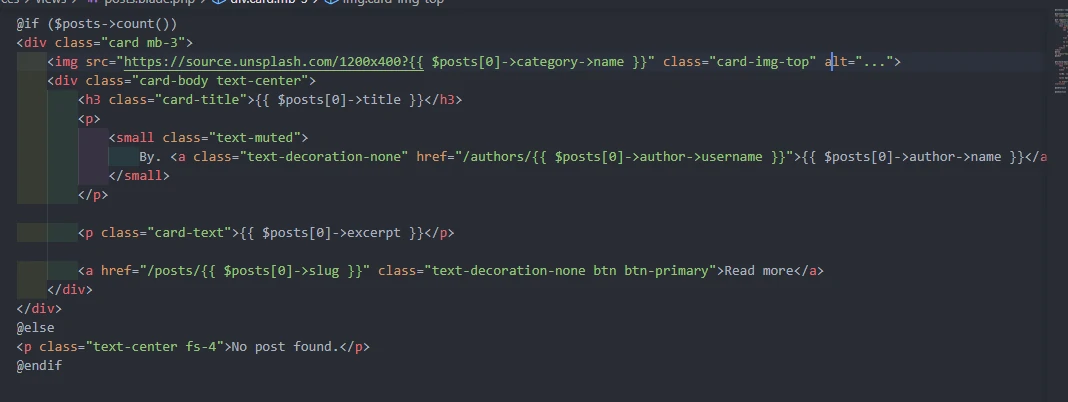 views posts.blade.php div.card.mb-3 img.card-img-top
@if ($posts->count())
<div class="card mb-3">
<img src="https://source.unsplash.com/1200x400?{{ $posts[0]->category->name }}" class="card-img-top" alt="...">
<div class="card-body text-center">
<h3 class="card-title">{{ $posts[0]->title }}</h3>
<p>
<small class="text-muted">
By. <a class="text-decoration-none" href="/authors/{{ $posts[0]->author->username }}">{{ $posts[0]->author->name }}</a
</small>
</p>
<p class="card-text">{{ $posts[0]->excerpt }}</p>
<a href="/posts/{{ $posts[0]->slug }}" class="text-decoration-none btn btn-primary">Read more</a>
</div>
</div>
@else
<p class="text-center fs-4">No post found.</p>
@endif